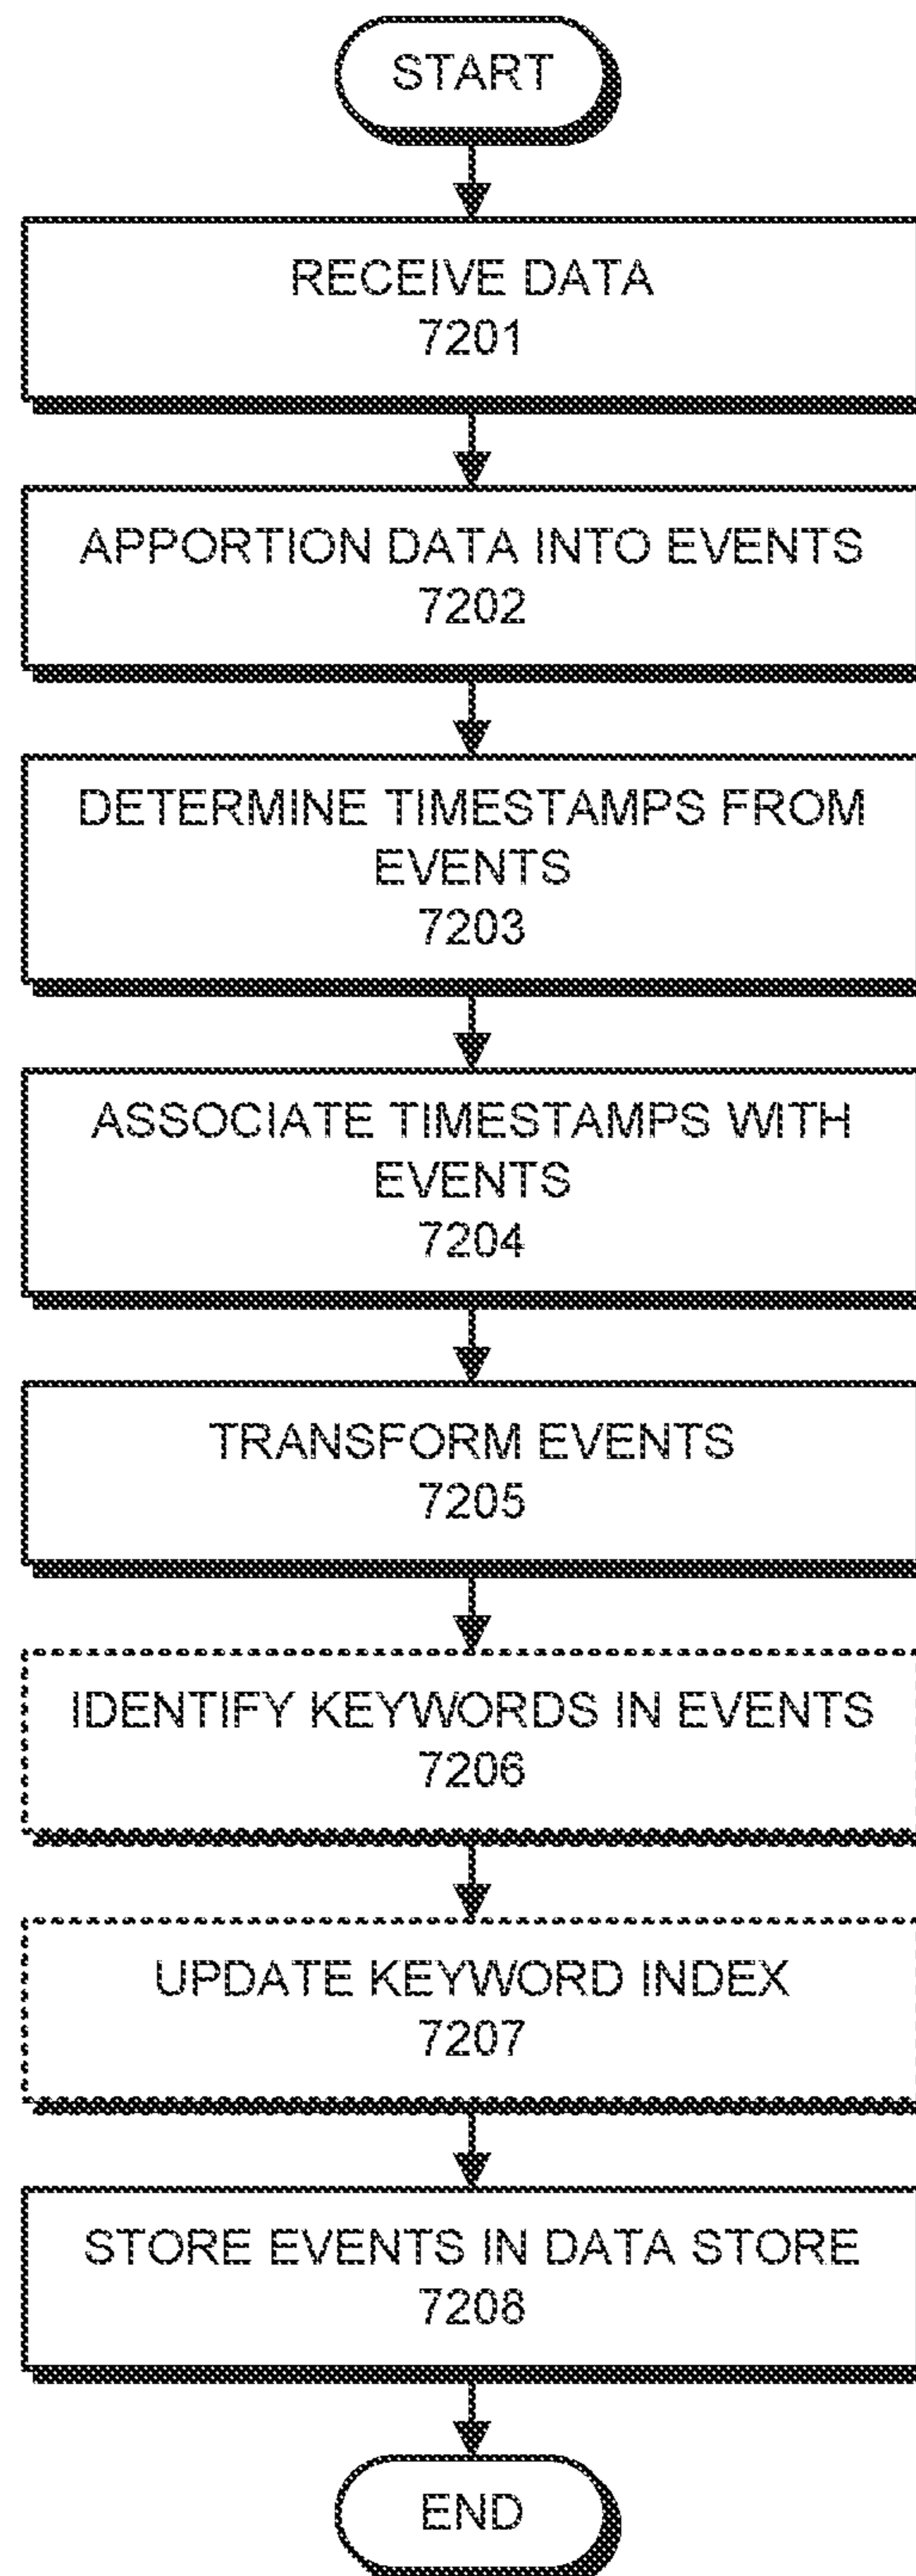 START
RECEIVE DATA
7201
APPORTION DATA INTO EVENTS
7202
DETERMINE TIMESTAMPS FROM
EVENTS
7203
ASSOCIATE TIMESTAMPS WITH
EVENTS
7204
TRANSFORM EVENTS
7205
IDENTIFY KEYWORDS IN EVENTS
7206
UPDATE KEYWORD INDEX
7207
STORE EVENTS IN DATA STORE
7208
END